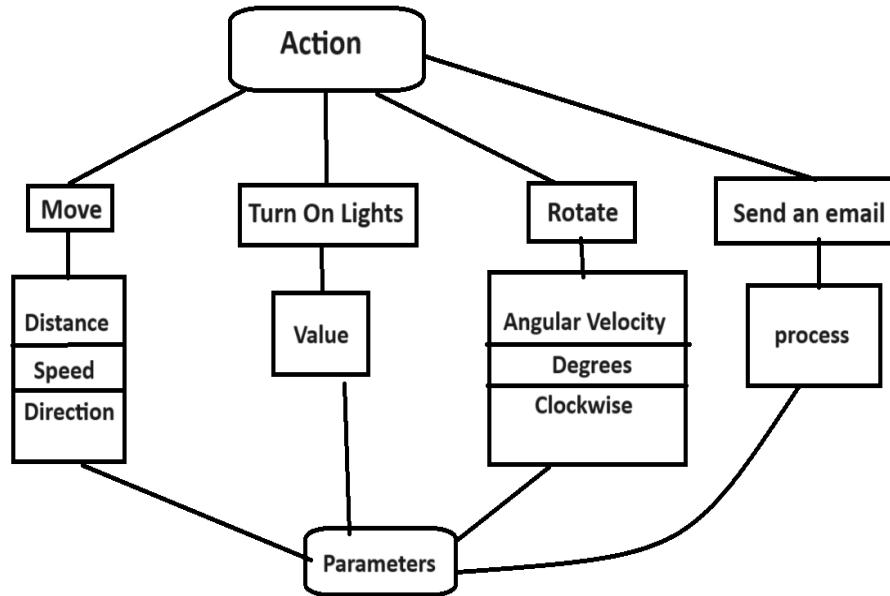 Action
Move
Turn On Lights
Rotate
Send an email
Distance
Speed
Direction
Value
Angular Velocity
Degrees
Clockwise
process
Parameters